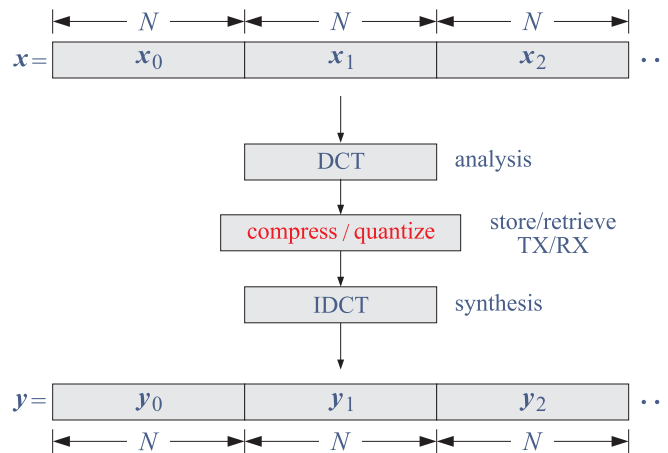 N N N
x = x₀ x₁ x₂ . .
DCT analysis
compress / quantize store/retrieve
TX/RX
IDCT synthesis
y = y₀ y₁ y₂ . .
N N N